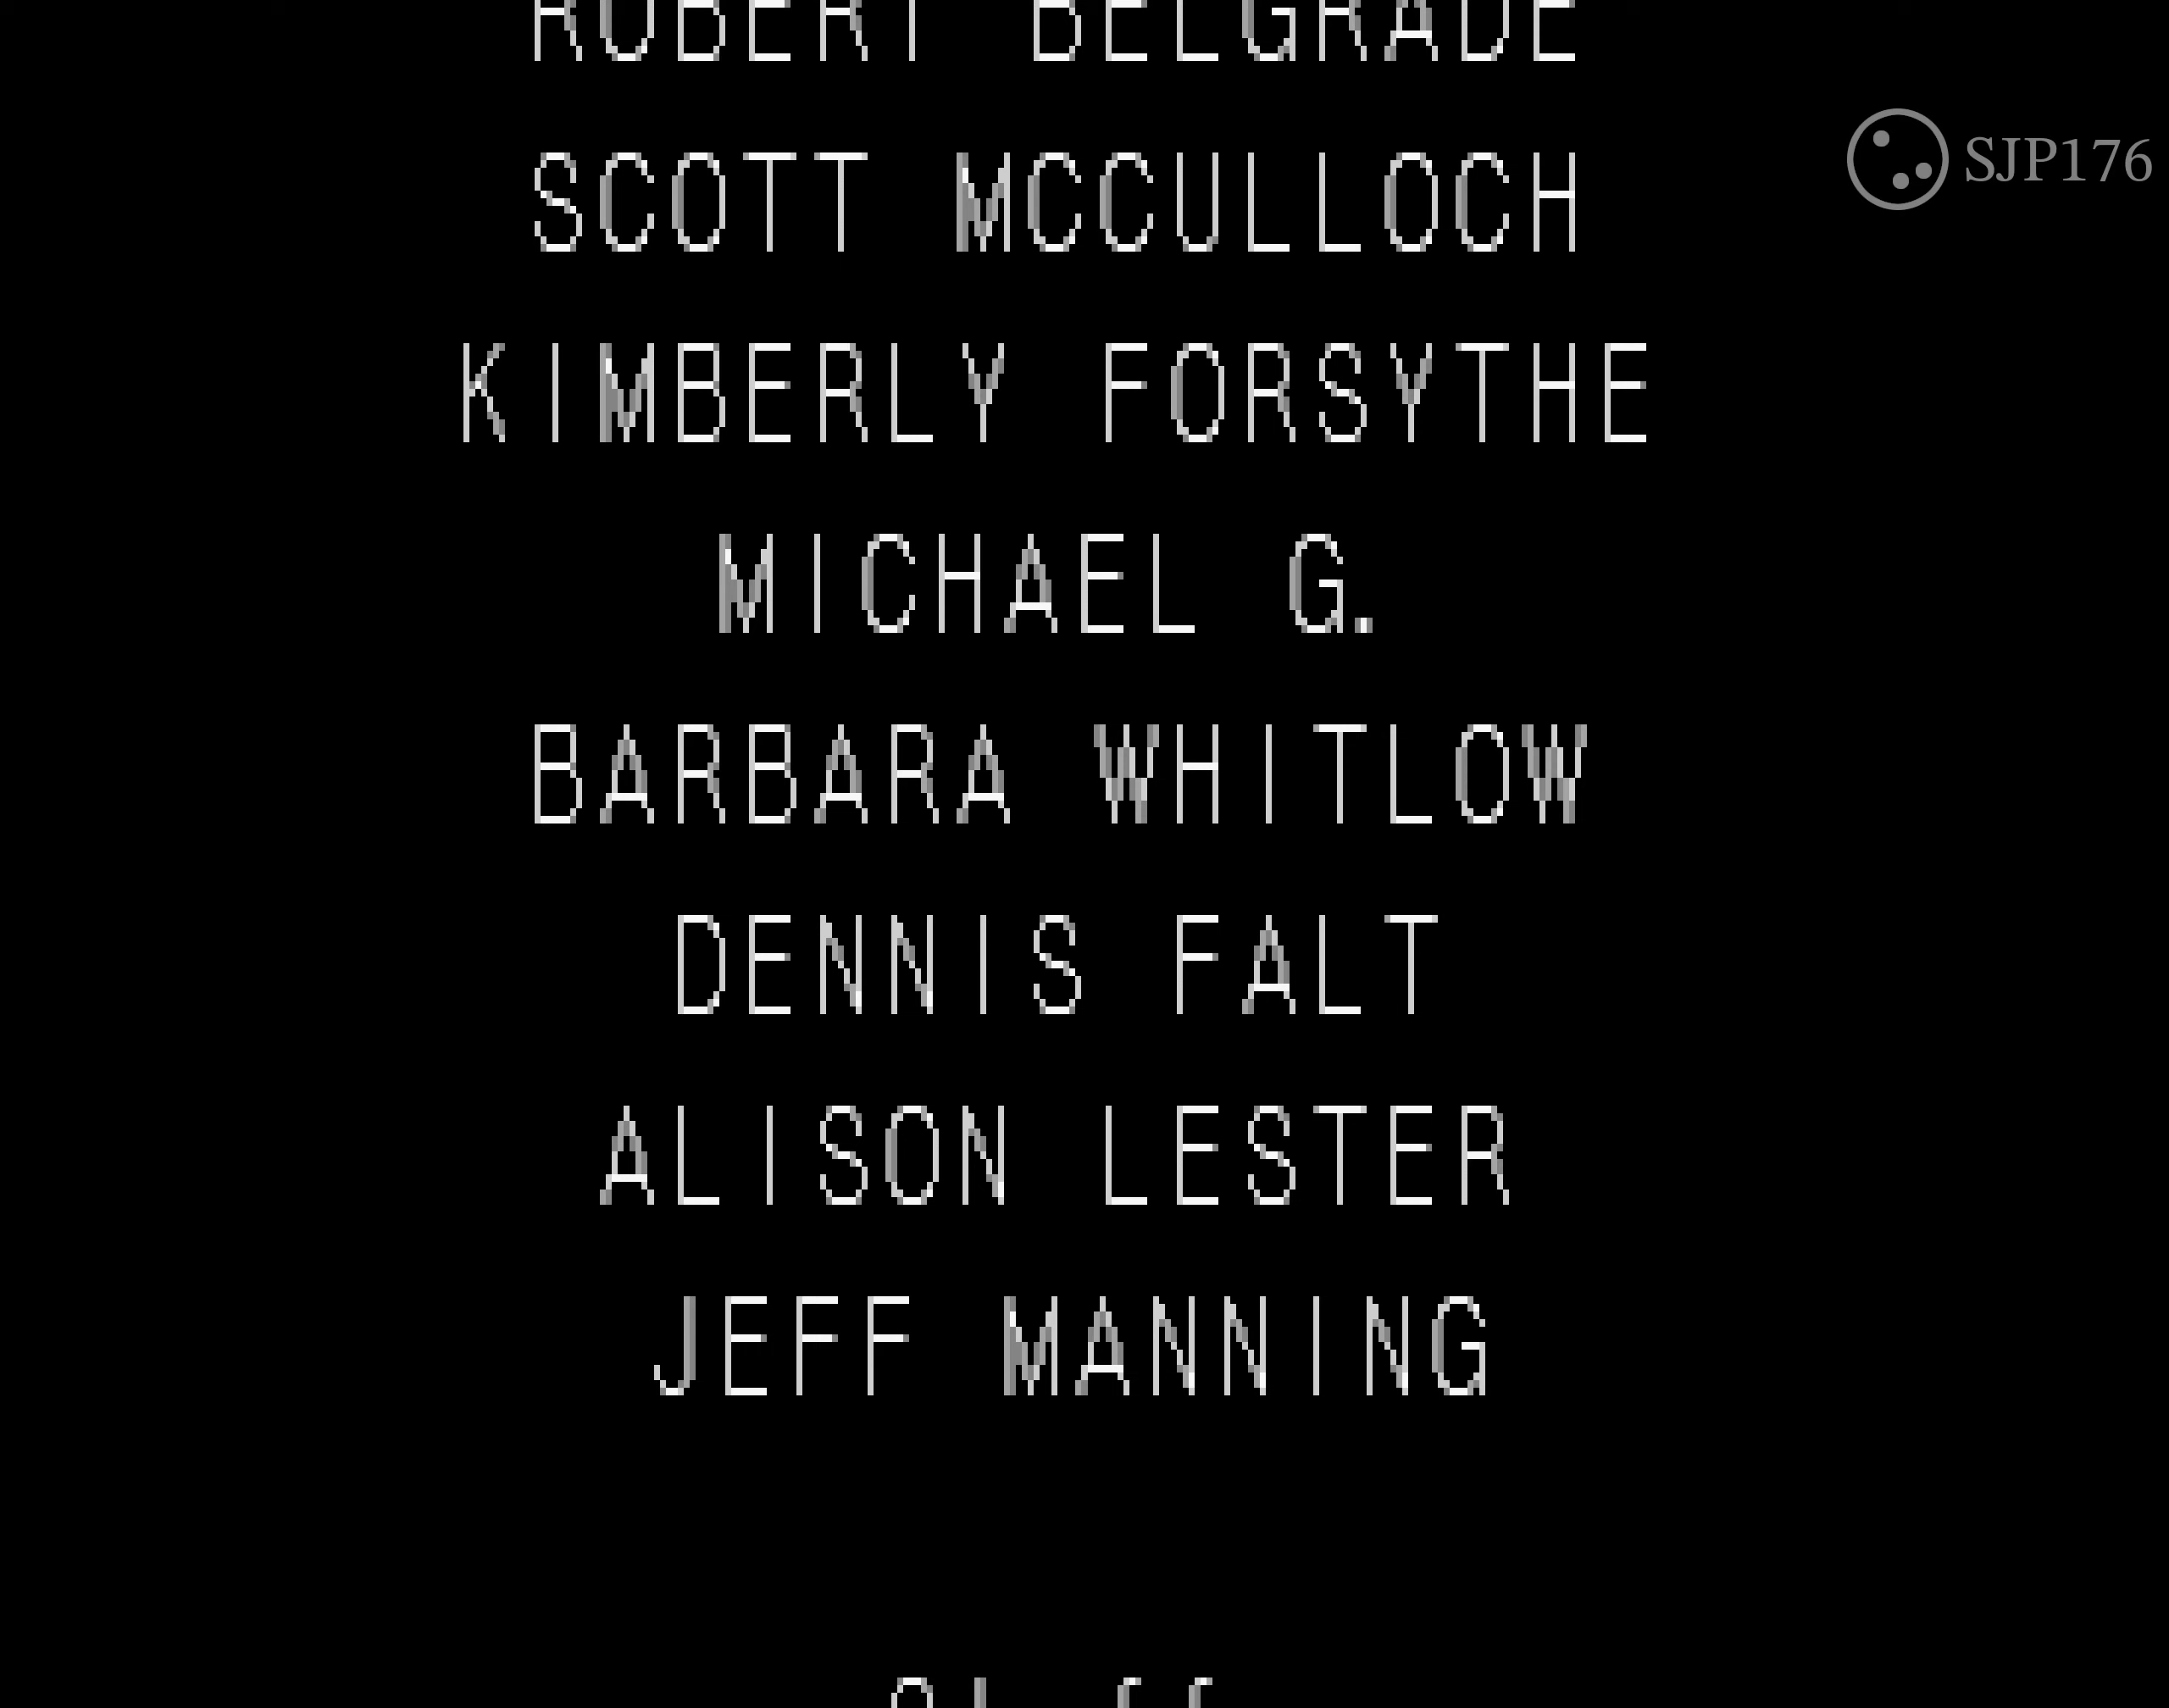 ROBERT BELGRADE
SJP176
SCOTT MCCULLOCH
KIMBERLY FORSYTHE
MICHAEL G.
BARBARA WHITLOW
DENNIS FALT
ALISON LESTER
JEFF MANNING